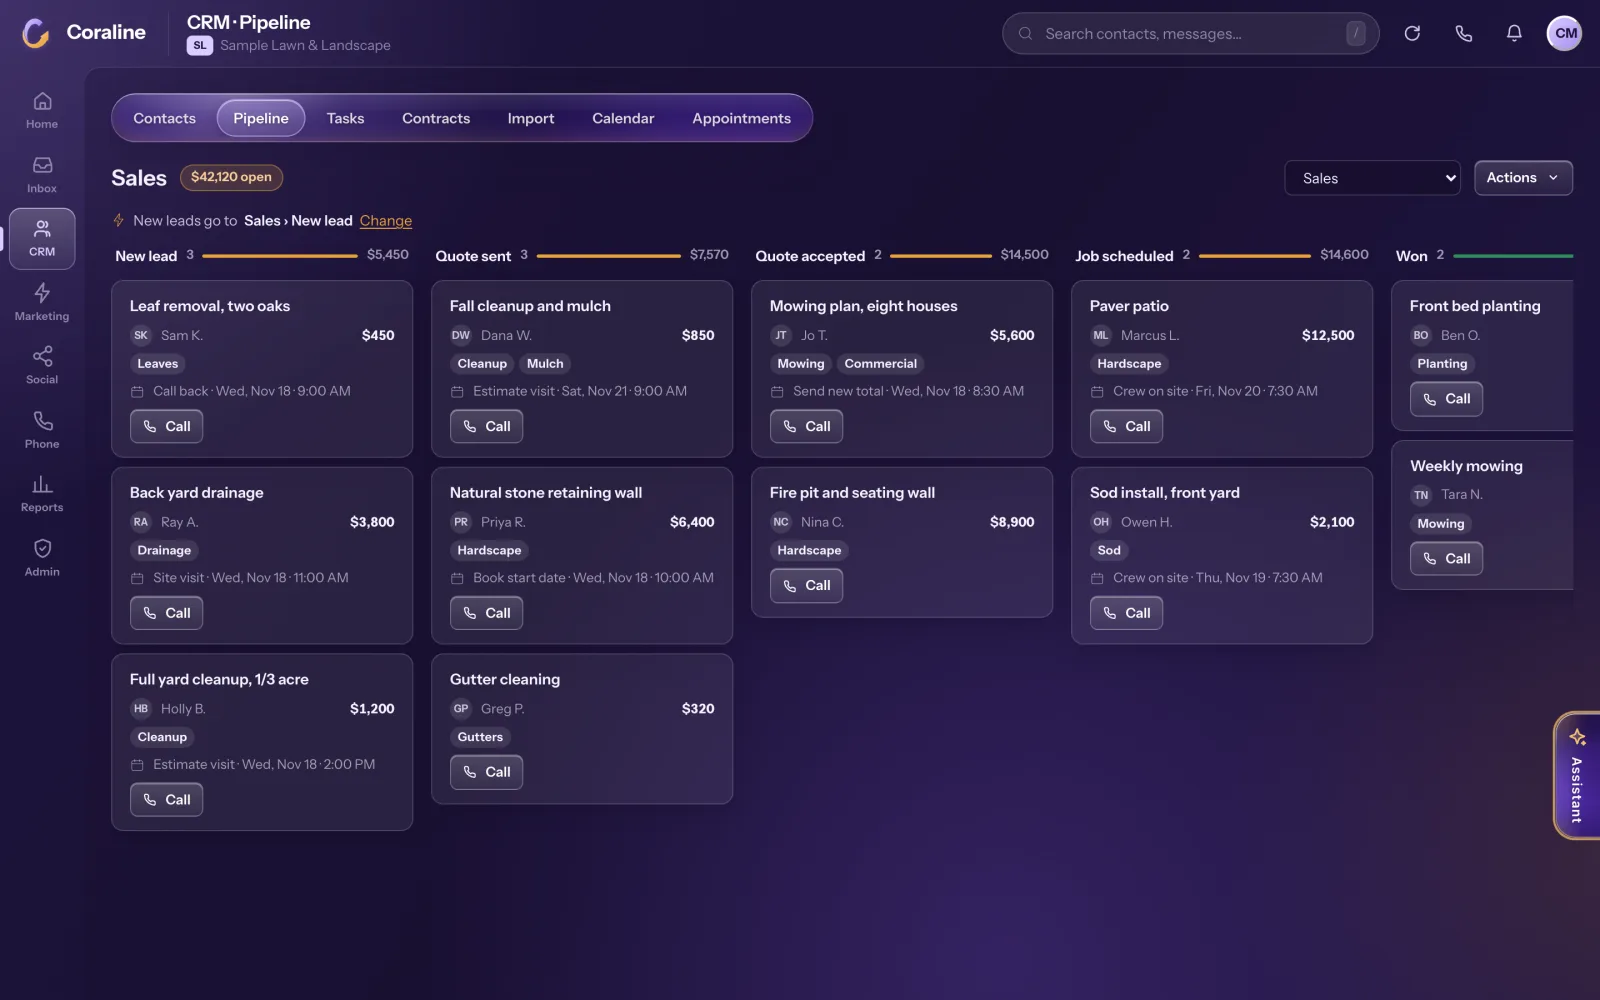 Coraline
CRM · Pipeline
SL Sample Lawn & Landscape
Search contacts, messages...
/
CM
Home
Inbox
CRM
Marketing
Social
Phone
Reports
Admin
Contacts Pipeline Tasks Contracts Import Calendar Appointments
Sales $42,120 open
Sales
Actions
New leads go to Sales › New lead Change
New lead 3 $5,450
Leaf removal, two oaks
SK Sam K. $450
Leaves
Call back · Wed, Nov 18 · 9:00 AM
Call
Back yard drainage
RA Ray A. $3,800
Drainage
Site visit · Wed, Nov 18 · 11:00 AM
Call
Full yard cleanup, 1/3 acre
HB Holly B. $1,200
Cleanup
Estimate visit · Wed, Nov 18 · 2:00 PM
Call
Quote sent 3 $7,570
Fall cleanup and mulch
DW Dana W. $850
Cleanup Mulch
Estimate visit · Sat, Nov 21 · 9:00 AM
Call
Natural stone retaining wall
PR Priya R. $6,400
Hardscape
Book start date · Wed, Nov 18 · 10:00 AM
Call
Gutter cleaning
GP Greg P. $320
Gutters
Call
Quote accepted 2 $14,500
Mowing plan, eight houses
JT Jo T. $5,600
Mowing Commercial
Send new total · Wed, Nov 18 · 8:30 AM
Call
Fire pit and seating wall
NC Nina C. $8,900
Hardscape
Call
Job scheduled 2 $14,600
Paver patio
ML Marcus L. $12,500
Hardscape
Crew on site · Fri, Nov 20 · 7:30 AM
Call
Sod install, front yard
OH Owen H. $2,100
Sod
Crew on site · Thu, Nov 19 · 7:30 AM
Call
Won 2
Front bed planting
BO Ben O.
Planting
Call
Weekly mowing
TN Tara N.
Mowing
Call
Assistant